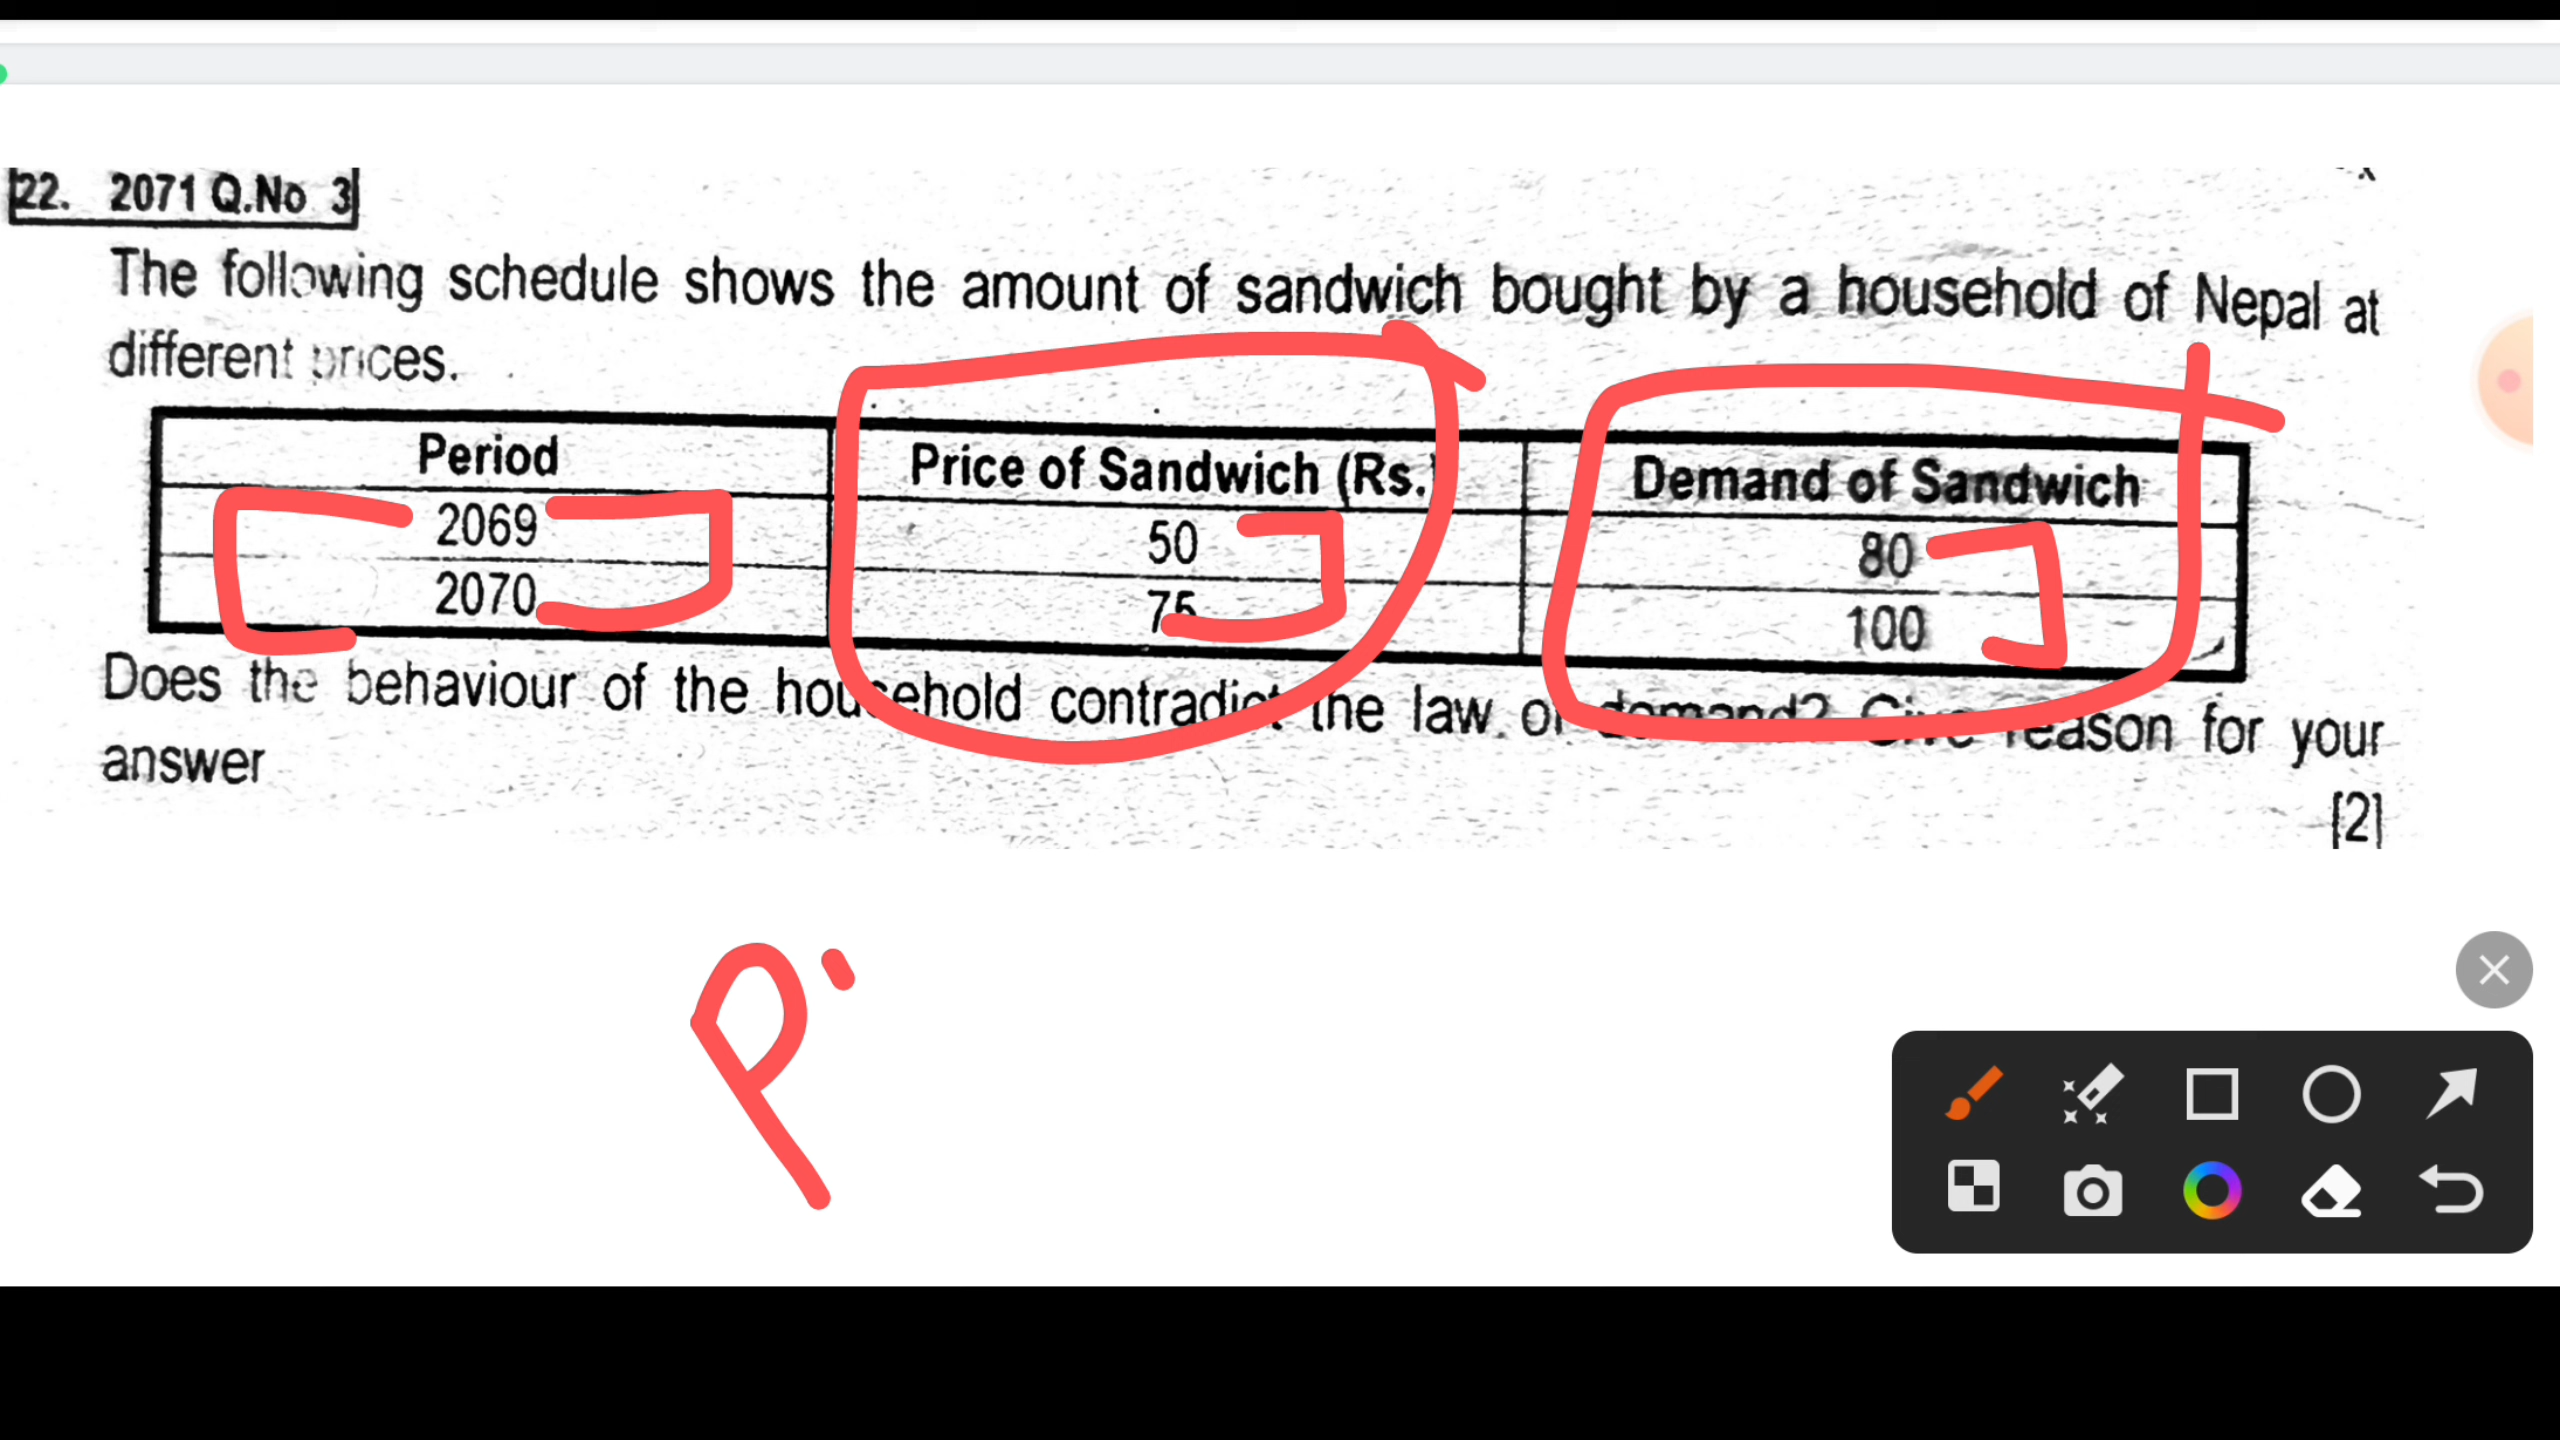 22. 2071 Q.No 3
The following schedule shows the amount of sandwich bought by a household of Nepal at
different prices.
Period Price of Sandwich (Rs.) Demand of Sandwich
2069 50 80
2070 75 100
Does the behaviour of the household contradict the law of demand? Give reason for your
answer
[2]
P